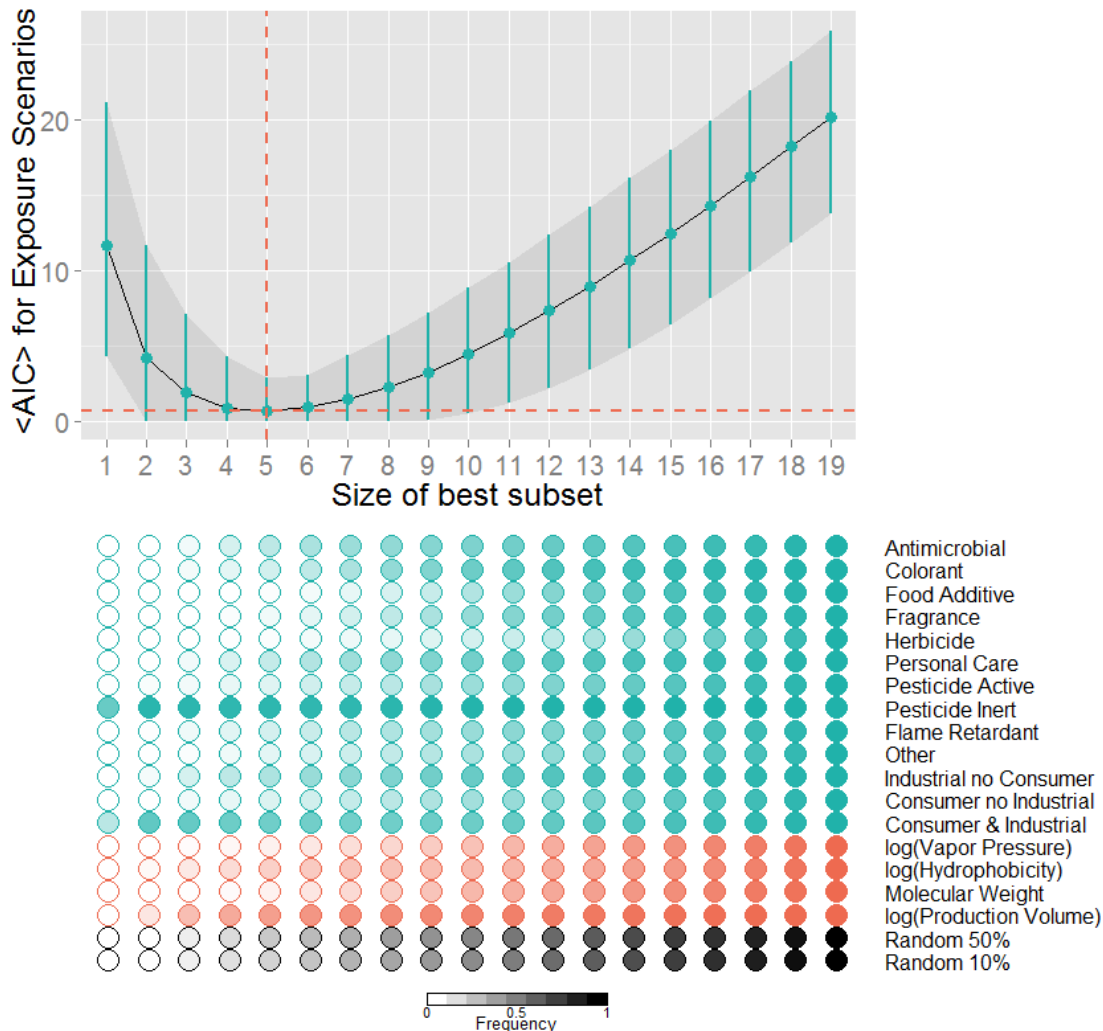 <AIC> for Exposure Scenarios
20
10
0
1 2 3 4 5 6 7 8 9 10 11 12 13 14 15 16 17 18 19
Size of best subset
Antimicrobial
Colorant
Food Additive
Fragrance
Herbicide
Personal Care
Pesticide Active
Pesticide Inert
Flame Retardant
Other
Industrial no Consumer
Consumer no Industrial
Consumer & Industrial
log(Vapor Pressure)
log(Hydrophobicity)
Molecular Weight
log(Production Volume)
Random 50%
Random 10%
0 0.5 1
Frequency